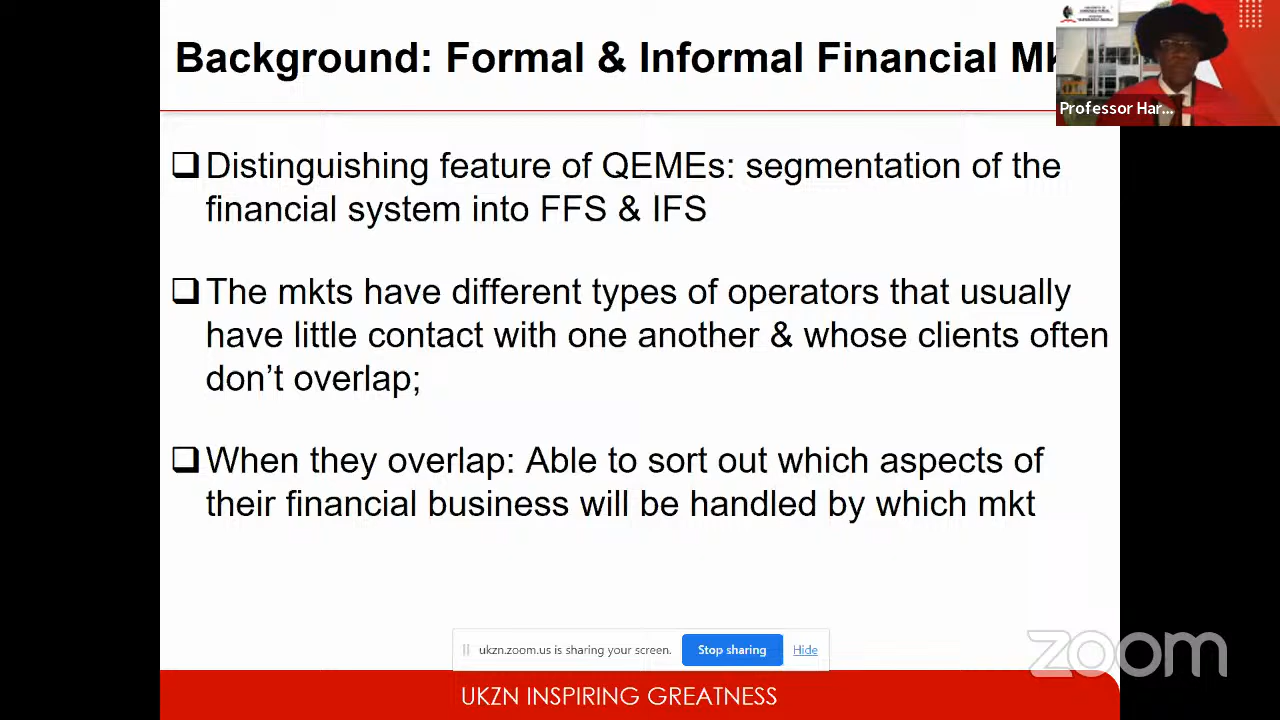 Background: Formal & Informal Financial Mk
Professor Har...
❑Distinguishing feature of QEMEs: segmentation of the
financial system into FFS & IFS
❑The mkts have different types of operators that usually
have little contact with one another & whose clients often
don’t overlap;
❑When they overlap: Able to sort out which aspects of
their financial business will be handled by which mkt
ukzn.zoom.us is sharing your screen. Stop sharing Hide
zoom
UKZN INSPIRING GREATNESS